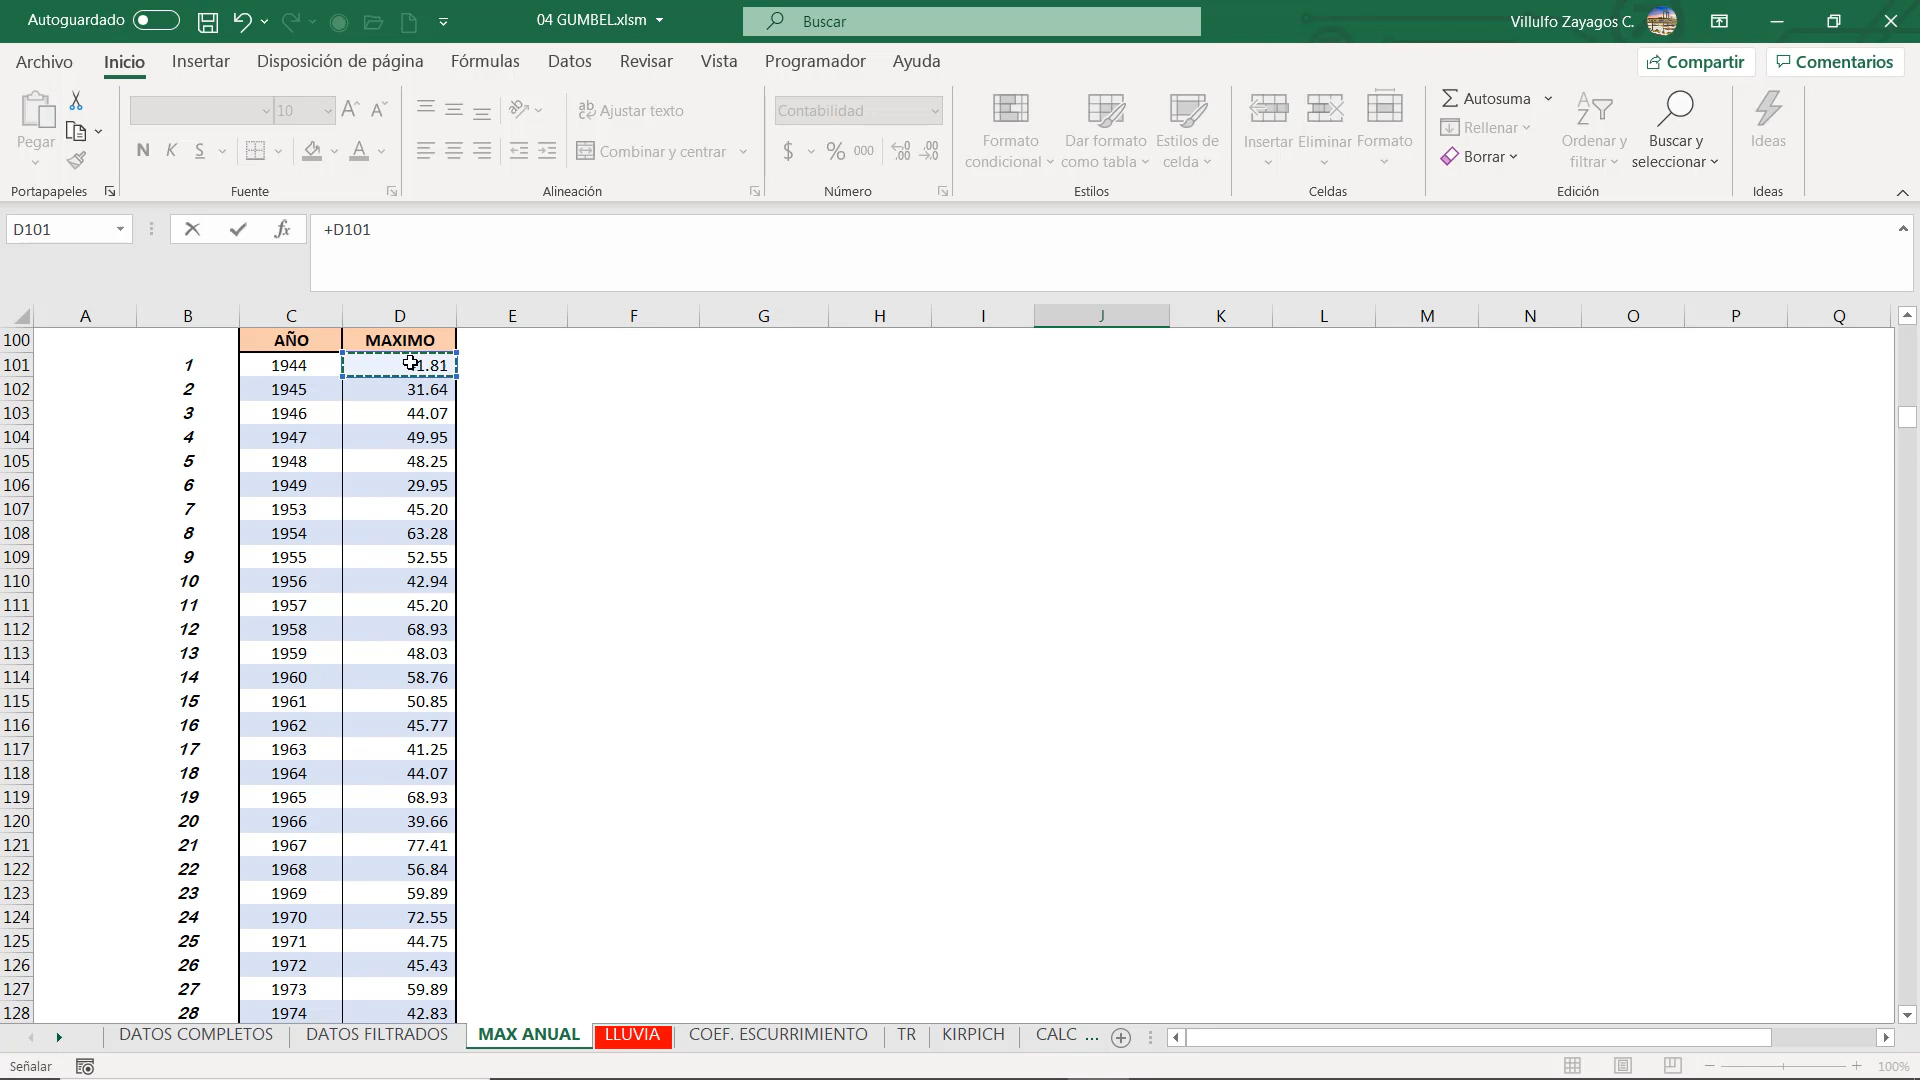 Autoguardado 04 GUMBEL.xlsm Buscar Villulfo Zayagos C.
Archivo Inicio Insertar Disposición de página Fórmulas Datos Revisar Vista Programador Ayuda Compartir Comentarios
Pegar
Portapapeles
10
N K S
Fuente
Ajustar texto
Combinar y centrar
Alineación
Contabilidad
$ % 000
Número
Formato condicional
Dar formato como tabla
Estilos de celda
Estilos
Insertar Eliminar Formato
Celdas
Autosuma
Rellenar
Borrar
Ordenar y filtrar
Buscar y seleccionar
Edición
Ideas
Ideas
D101 fx +D101
A B C D E F G H I J K L M N O P Q
100 AÑO MAXIMO
101 1 1944 1.81
102 2 1945 31.64
103 3 1946 44.07
104 4 1947 49.95
105 5 1948 48.25
106 6 1949 29.95
107 7 1953 45.20
108 8 1954 63.28
109 9 1955 52.55
110 10 1956 42.94
111 11 1957 45.20
112 12 1958 68.93
113 13 1959 48.03
114 14 1960 58.76
115 15 1961 50.85
116 16 1962 45.77
117 17 1963 41.25
118 18 1964 44.07
119 19 1965 68.93
120 20 1966 39.66
121 21 1967 77.41
122 22 1968 56.84
123 23 1969 59.89
124 24 1970 72.55
125 25 1971 44.75
126 26 1972 45.43
127 27 1973 59.89
128 28 1974 42.83
DATOS COMPLETOS DATOS FILTRADOS MAX ANUAL LLUVIA COEF. ESCURRIMIENTO TR KIRPICH CALC ...
Señalar 100%